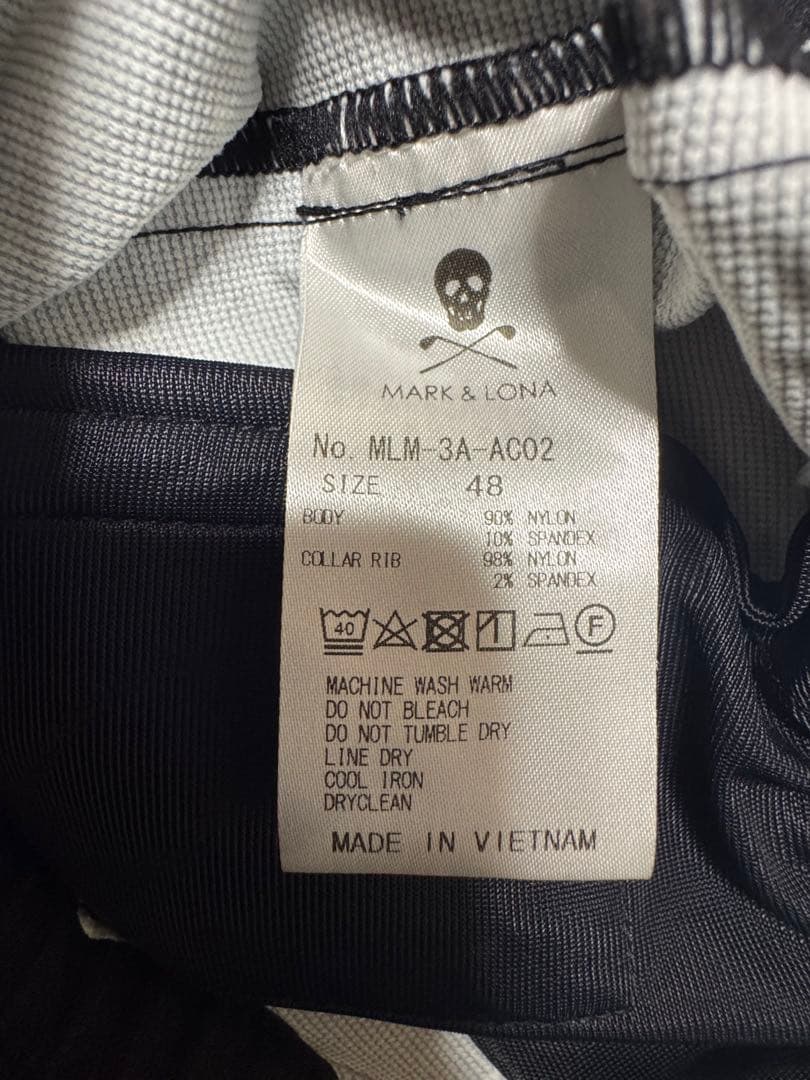 MARK & LONA
No. MLM-3A-AC02
SIZE 48
BODY 90% NYLON
10% SPANDEX
COLLAR RIB 98% NYLON
2% SPANDEX
40 F
MACHINE WASH WARM
DO NOT BLEACH
DO NOT TUMBLE DRY
LINE DRY
COOL IRON
DRYCLEAN
MADE IN VIETNAM